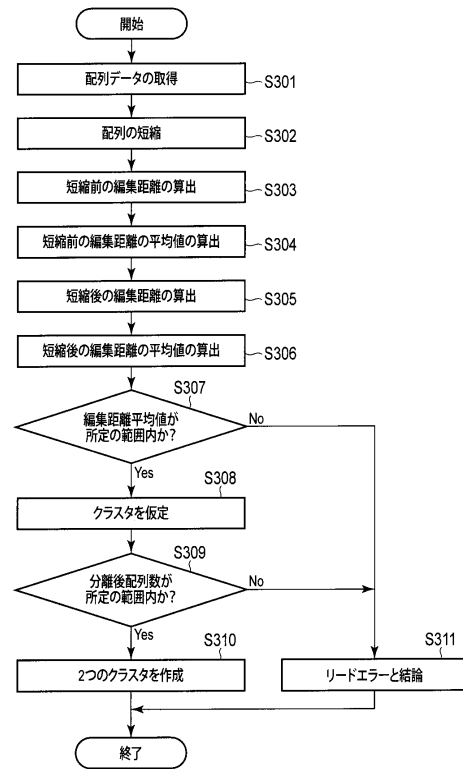 開始
配列データの取得
S301
配列の短縮
S302
短縮前の編集距離の算出
S303
短縮前の編集距離の平均値の算出
S304
短縮後の編集距離の算出
S305
短縮後の編集距離の平均値の算出
S306
S307
編集距離平均値が
所定の範囲内か?
No
Yes
S308
クラスタを仮定
S309
分離後配列数が
所定の範囲内か?
No
Yes
S310
2つのクラスタを作成
S311
リードエラーと結論
終了